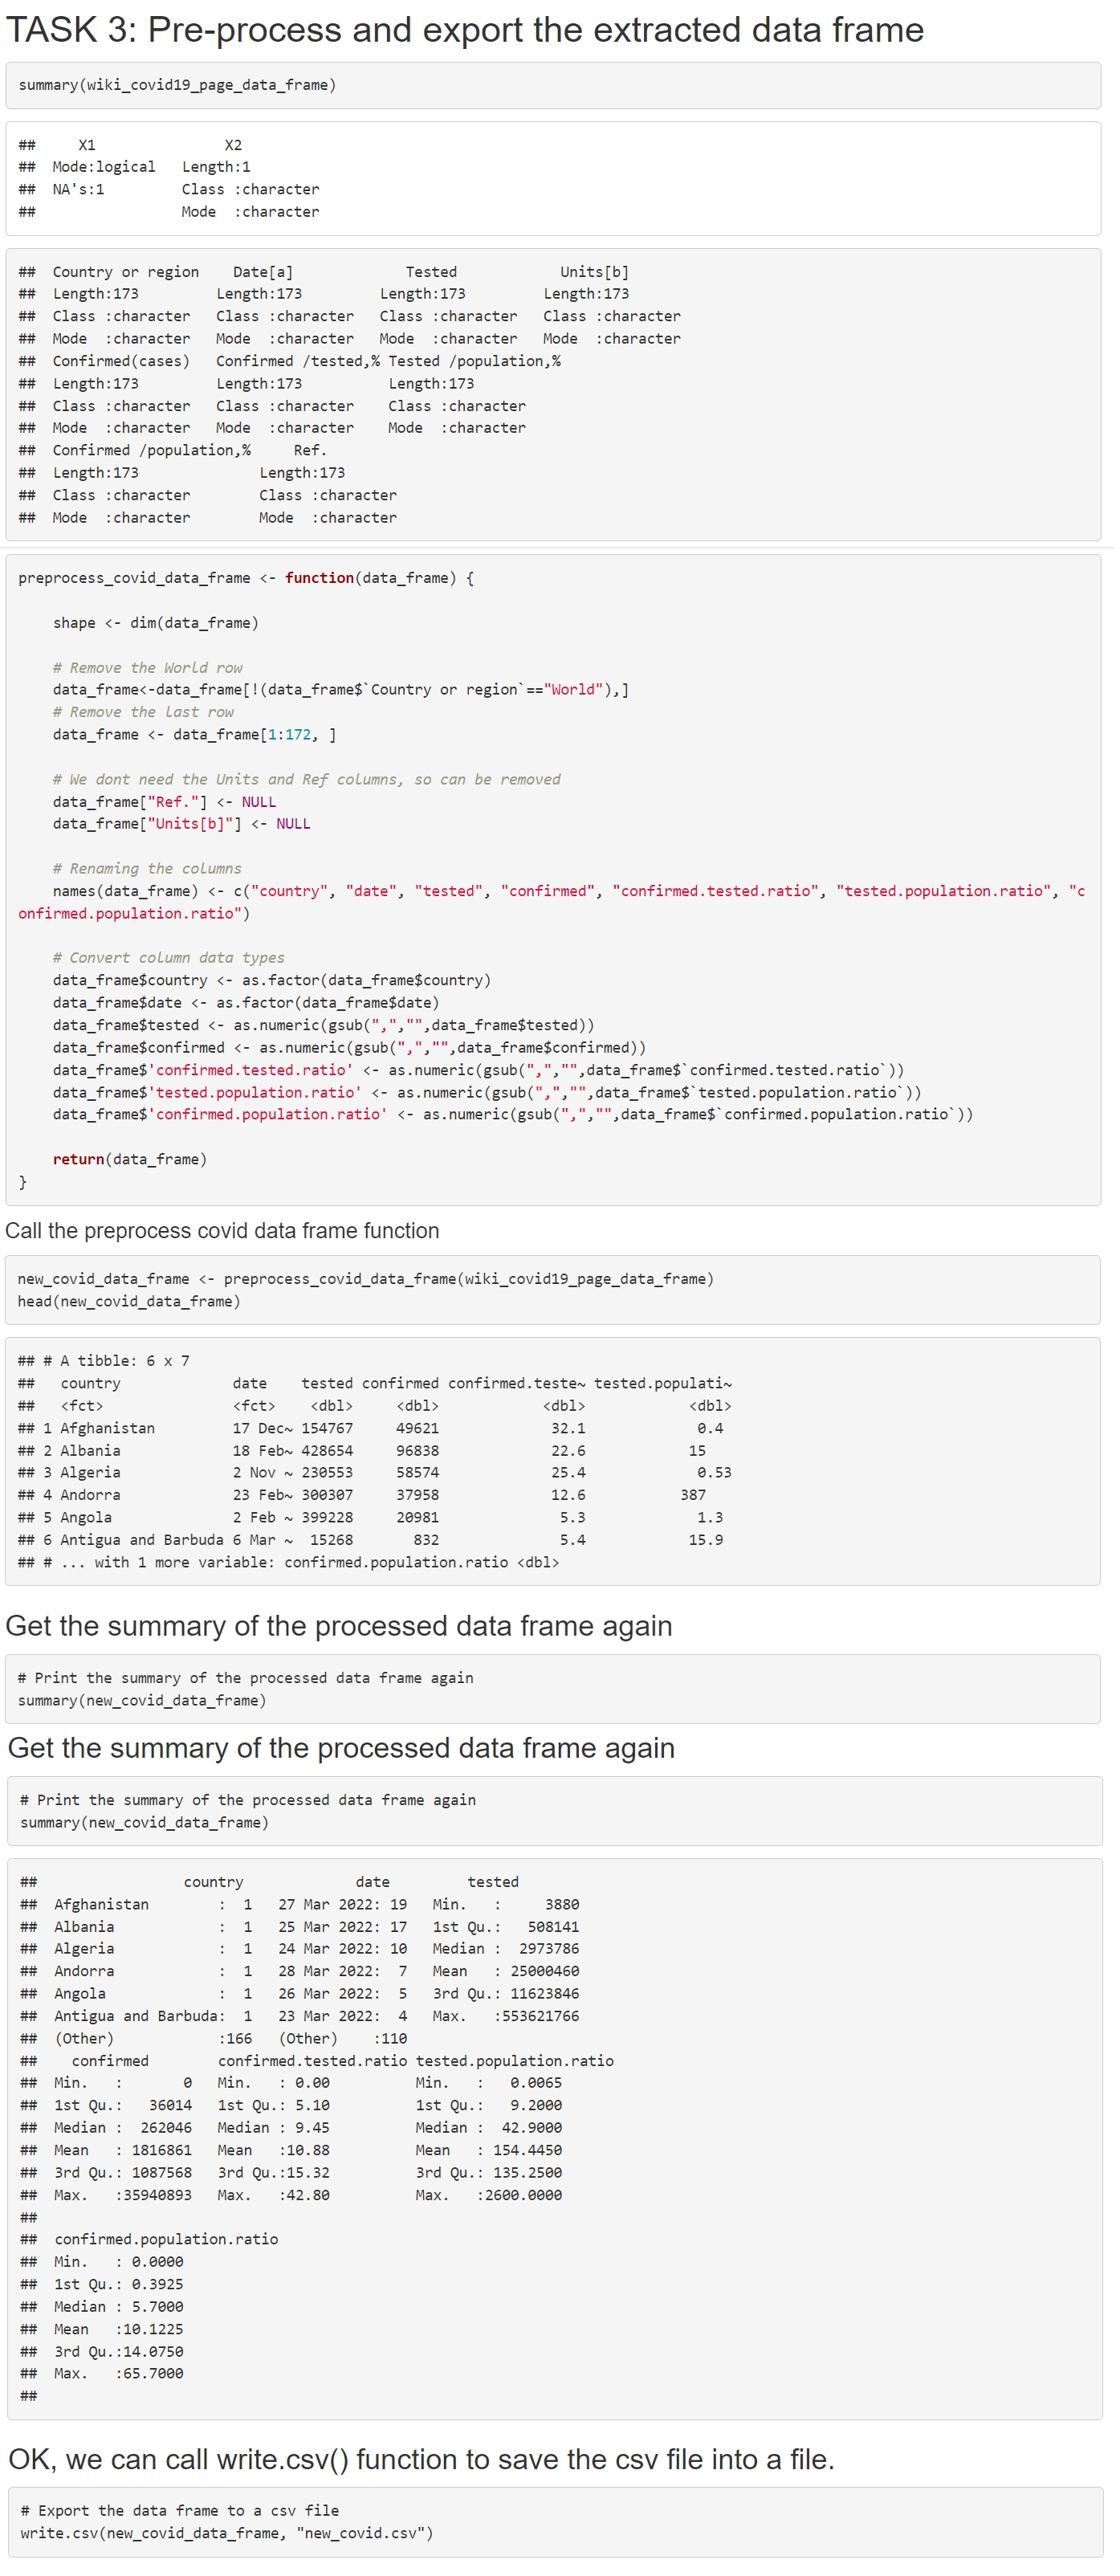 TASK 3: Pre-process and export the extracted data frame
summary(wiki_covid19_page_data_frame)
##     X1               X2
##  Mode:logical   Length:1
##  NA's:1         Class :character
##                 Mode  :character
##  Country or region    Date[a]             Tested            Units[b]
##  Length:173         Length:173         Length:173         Length:173
##  Class :character   Class :character   Class :character   Class :character
##  Mode  :character   Mode  :character   Mode  :character   Mode  :character
##  Confirmed(cases)   Confirmed /tested,% Tested /population,%
##  Length:173         Length:173          Length:173
##  Class :character   Class :character    Class :character
##  Mode  :character   Mode  :character    Mode  :character
##  Confirmed /population,%     Ref.
##  Length:173              Length:173
##  Class :character        Class :character
##  Mode  :character        Mode  :character
preprocess_covid_data_frame <- function(data_frame) {
    shape <- dim(data_frame)
    # Remove the World row
    data_frame<-data_frame[!(data_frame$`Country or region`=="World"),]
    # Remove the last row
    data_frame <- data_frame[1:172, ]
    # We dont need the Units and Ref columns, so can be removed
    data_frame["Ref."] <- NULL
    data_frame["Units[b]"] <- NULL
    # Renaming the columns
    names(data_frame) <- c("country", "date", "tested", "confirmed", "confirmed.tested.ratio", "tested.population.ratio", "c
onfirmed.population.ratio")
    # Convert column data types
    data_frame$country <- as.factor(data_frame$country)
    data_frame$date <- as.factor(data_frame$date)
    data_frame$tested <- as.numeric(gsub(",","",data_frame$tested))
    data_frame$confirmed <- as.numeric(gsub(",","",data_frame$confirmed))
    data_frame$'confirmed.tested.ratio' <- as.numeric(gsub(",","",data_frame$`confirmed.tested.ratio`))
    data_frame$'tested.population.ratio' <- as.numeric(gsub(",","",data_frame$`tested.population.ratio`))
    data_frame$'confirmed.population.ratio' <- as.numeric(gsub(",","",data_frame$`confirmed.population.ratio`))
    return(data_frame)
}
Call the preprocess covid data frame function
new_covid_data_frame <- preprocess_covid_data_frame(wiki_covid19_page_data_frame)
head(new_covid_data_frame)
## # A tibble: 6 x 7
##   country             date    tested confirmed confirmed.teste~ tested.populati~
##   <fct>               <fct>    <dbl>     <dbl>            <dbl>            <dbl>
## 1 Afghanistan         17 Dec~ 154767     49621             32.1             0.4
## 2 Albania             18 Feb~ 428654     96838             22.6            15
## 3 Algeria             2 Nov ~ 230553     58574             25.4             0.53
## 4 Andorra             23 Feb~ 300307     37958             12.6           387
## 5 Angola              2 Feb ~ 399228     20981              5.3             1.3
## 6 Antigua and Barbuda 6 Mar ~  15268       832              5.4            15.9
## # ... with 1 more variable: confirmed.population.ratio <dbl>
Get the summary of the processed data frame again
# Print the summary of the processed data frame again
summary(new_covid_data_frame)
Get the summary of the processed data frame again
# Print the summary of the processed data frame again
summary(new_covid_data_frame)
##                 country             date         tested
##  Afghanistan        :  1   27 Mar 2022: 19   Min.   :     3880
##  Albania            :  1   25 Mar 2022: 17   1st Qu.:   508141
##  Algeria            :  1   24 Mar 2022: 10   Median :  2973786
##  Andorra            :  1   28 Mar 2022:  7   Mean   : 25000460
##  Angola             :  1   26 Mar 2022:  5   3rd Qu.: 11623846
##  Antigua and Barbuda:  1   23 Mar 2022:  4   Max.   :553621766
##  (Other)            :166   (Other)    :110
##    confirmed        confirmed.tested.ratio tested.population.ratio
##  Min.   :       0   Min.   : 0.00          Min.   :   0.0065
##  1st Qu.:   36014   1st Qu.: 5.10          1st Qu.:   9.2000
##  Median :  262046   Median : 9.45          Median :  42.9000
##  Mean   : 1816861   Mean   :10.88          Mean   : 154.4450
##  3rd Qu.: 1087568   3rd Qu.:15.32          3rd Qu.: 135.2500
##  Max.   :35940893   Max.   :42.80          Max.   :2600.0000
##
##  confirmed.population.ratio
##  Min.   : 0.0000
##  1st Qu.: 0.3925
##  Median : 5.7000
##  Mean   :10.1225
##  3rd Qu.:14.0750
##  Max.   :65.7000
##
OK, we can call write.csv() function to save the csv file into a file.
# Export the data frame to a csv file
write.csv(new_covid_data_frame, "new_covid.csv")